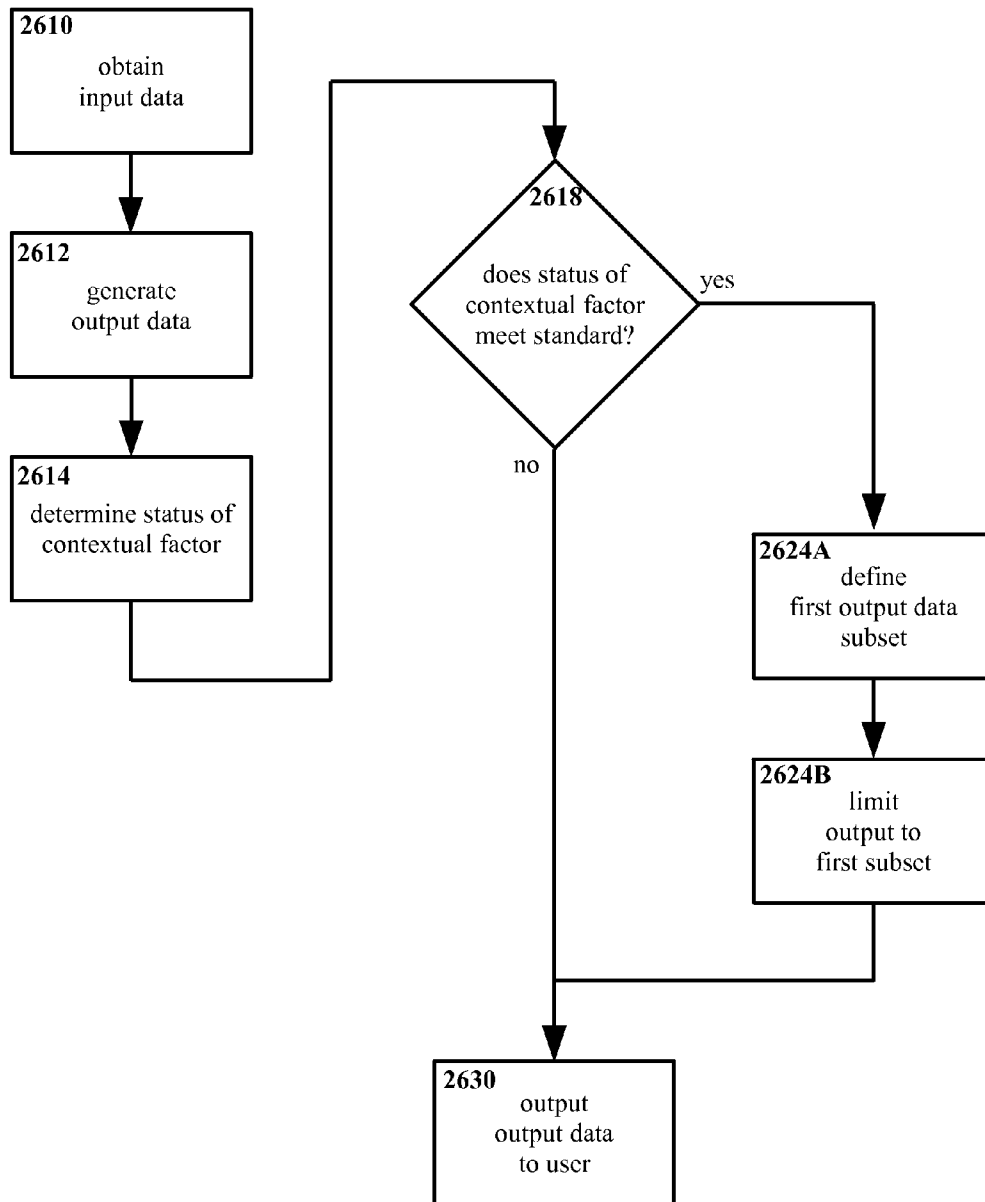 2610
obtain
input data
2612
generate
output data
2614
determine status of
contextual factor
2618
does status of
contextual factor
meet standard?
yes
no
2624A
define
first output data
subset
2624B
limit
output to
first subset
2630
output
output data
to user